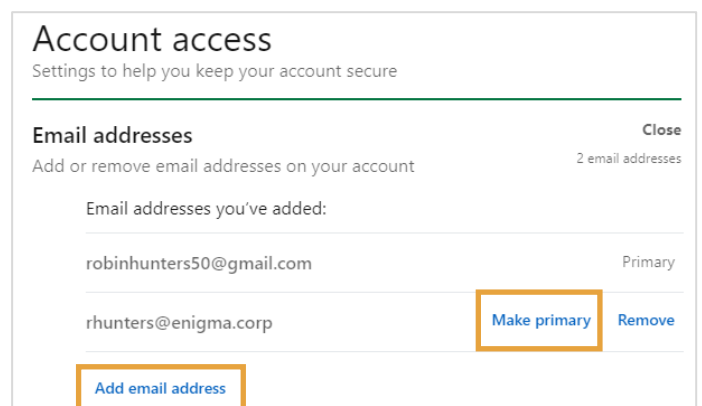 Account access
Settings to help you keep your account secure
Email addresses
Close
Add or remove email addresses on your account
2 email addresses
Email addresses you've added:
robinhunters50@gmail.com
Primary
rhunters@enigma.corp
Make primary
Remove
Add email address